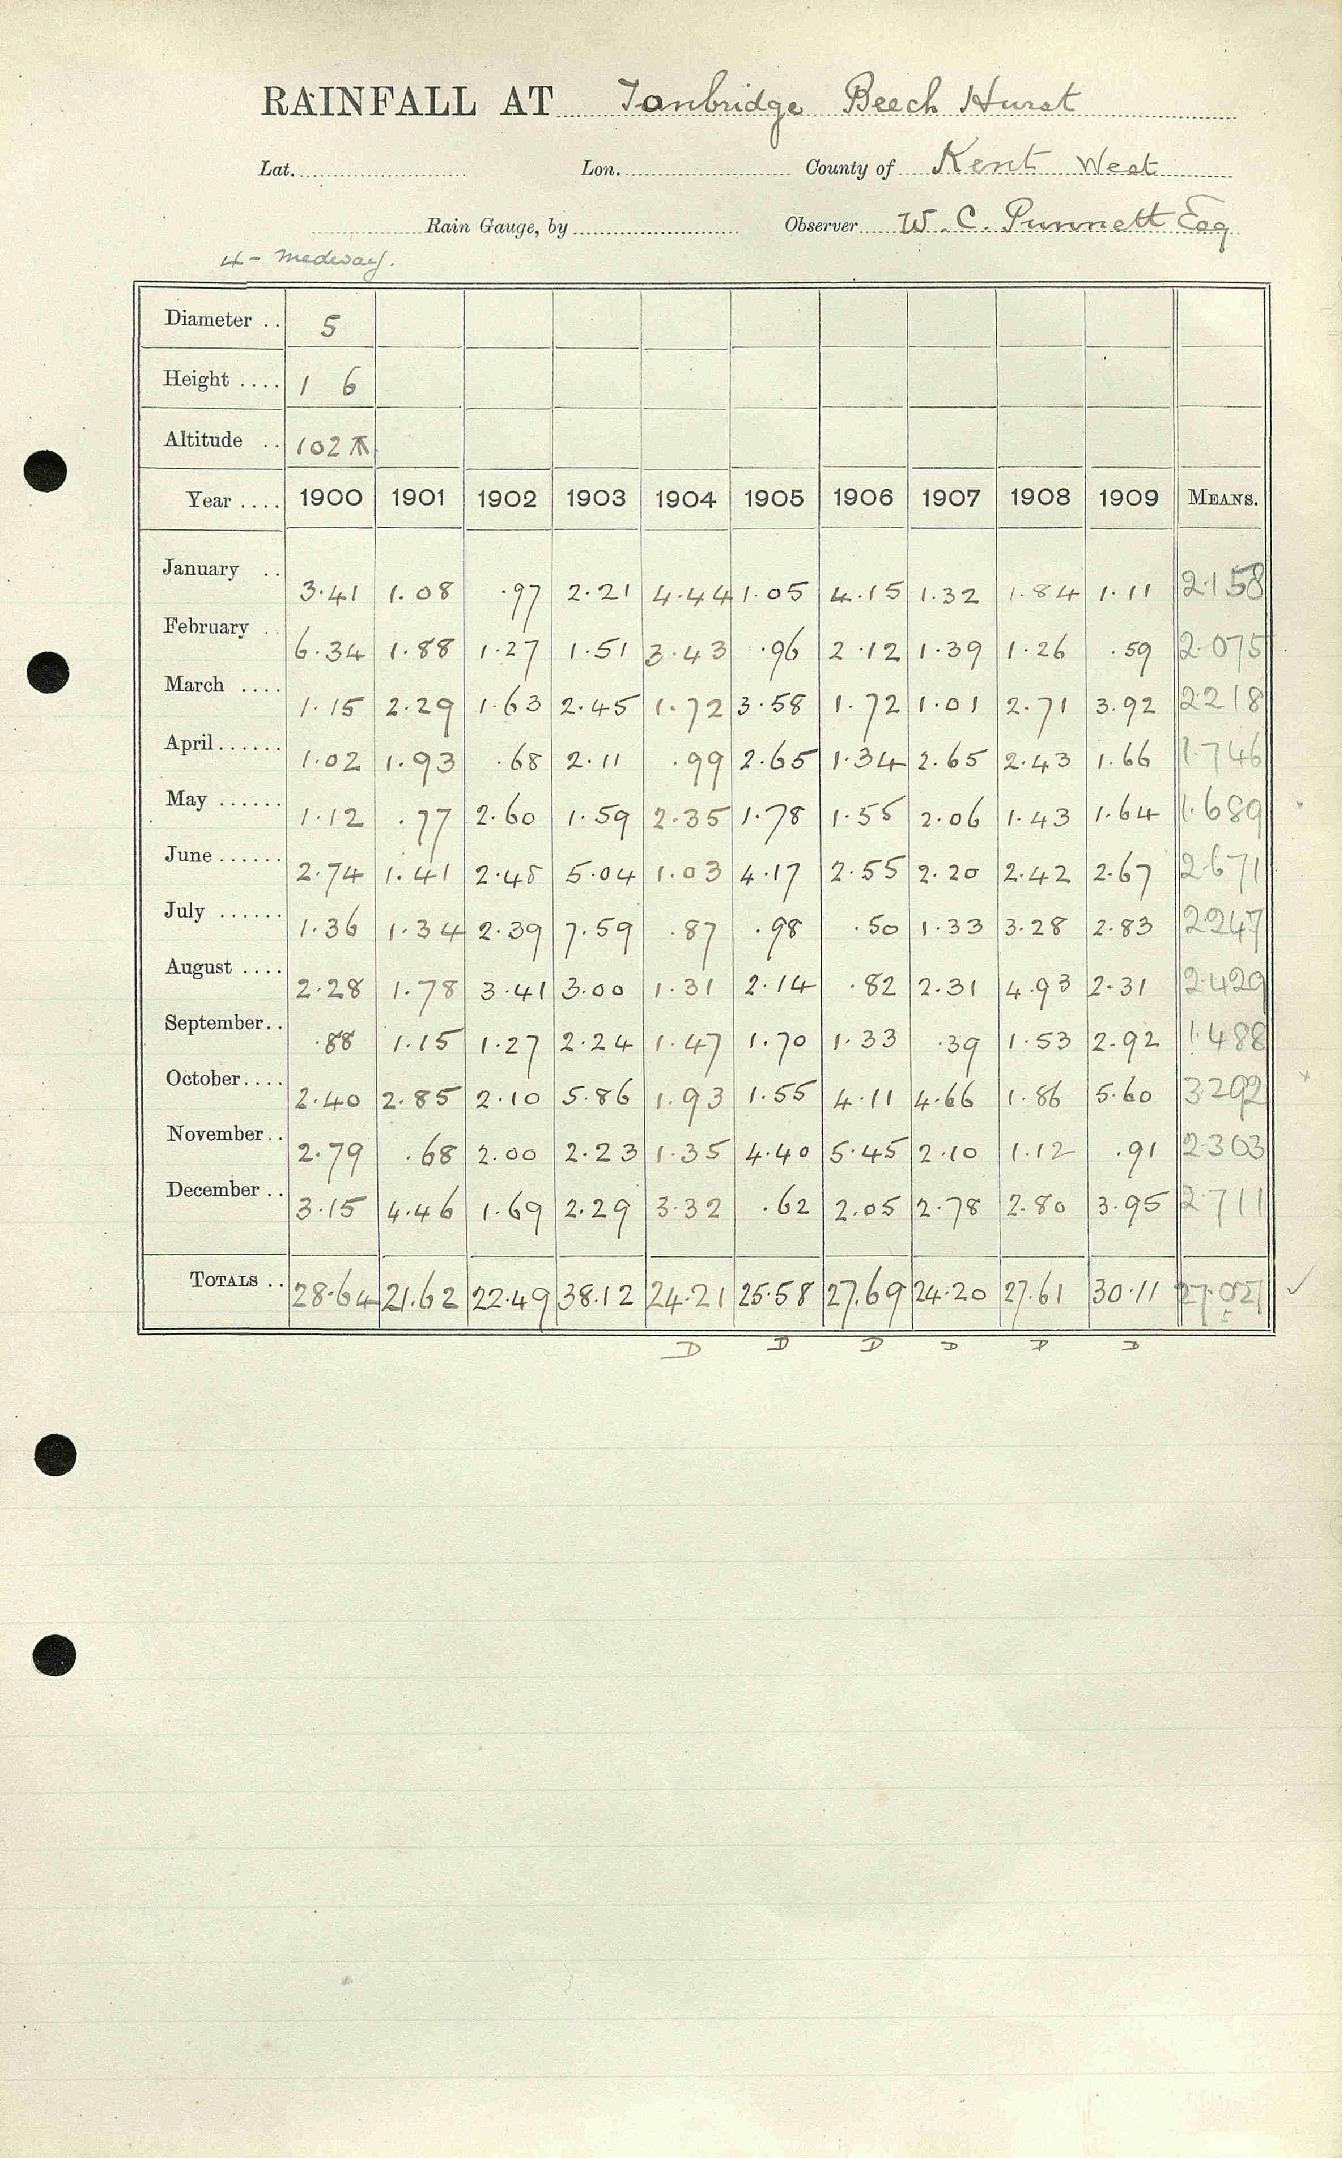 RAINFALL AT Tonbridge Beech Hurst
Lat. Lon. County of Kent West
Rain Gauge, by Observer W. C. Punnett Esq
4 - Medway.
Diameter .. 5
Height .... 1 6
Altitude .. 102
Year .... 1900 1901 1902 1903 1904 1905 1906 1907 1908 1909 MEANS.
January .. 3.41 1.08 .97 2.21 4.44 1.05 4.15 1.32 1.84 1.11 2.158
February .. 6.34 1.88 1.27 1.51 3.43 .96 2.12 1.39 1.26 .59 2.075
March .... 1.15 2.29 1.63 2.45 1.72 3.58 1.72 1.01 2.71 3.92 2218
April ...... 1.02 1.93 .68 2.11 .99 2.65 1.34 2.65 2.43 1.66 1.746
May ...... 1.12 .77 2.60 1.59 2.35 1.78 1.55 2.06 1.43 1.64 1.689
June ...... 2.74 1.41 2.48 5.04 1.03 4.17 2.55 2.20 2.42 2.67 2.671
July ...... 1.36 1.34 2.39 7.59 .87 .98 .50 1.33 3.28 2.83 2247
August .... 2.28 1.78 3.41 3.00 1.31 2.14 .82 2.31 4.93 2.31 2.429
September .. .88 1.15 1.27 2.24 1.47 1.70 1.33 .39 1.53 2.92 1.488
October .... 2.40 2.85 2.10 5.86 1.93 1.55 4.11 4.66 1.86 5.60 3292
November .. 2.79 .68 2.00 2.23 1.35 4.40 5.45 2.10 1.12 .91 2.303
December .. 3.15 4.46 1.69 2.29 3.32 .62 2.05 2.78 2.80 3.95 2.711
TOTALS .. 28.64 21.62 22.49 38.12 24.21 25.58 27.69 24.20 27.61 30.11 27.027
D D D D D D